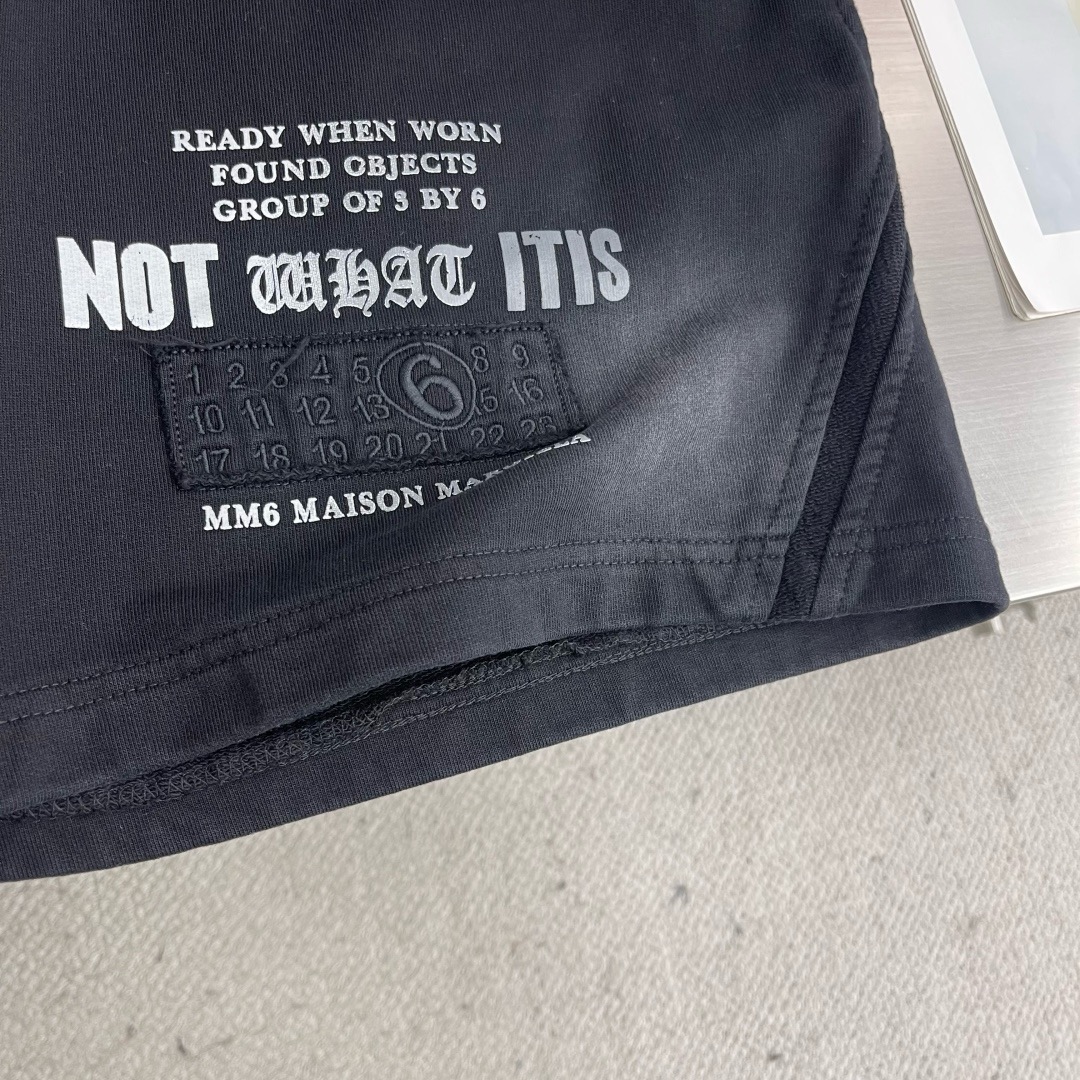 READY WHEN WORN
FOUND OBJECTS
GROUP OF 3 BY 6
NOT WHAT ITIS
1 2 3 4 5 6 8 9
10 11 12 13 15 16
17 18 19 20 21 22 23
MM6 MAISON